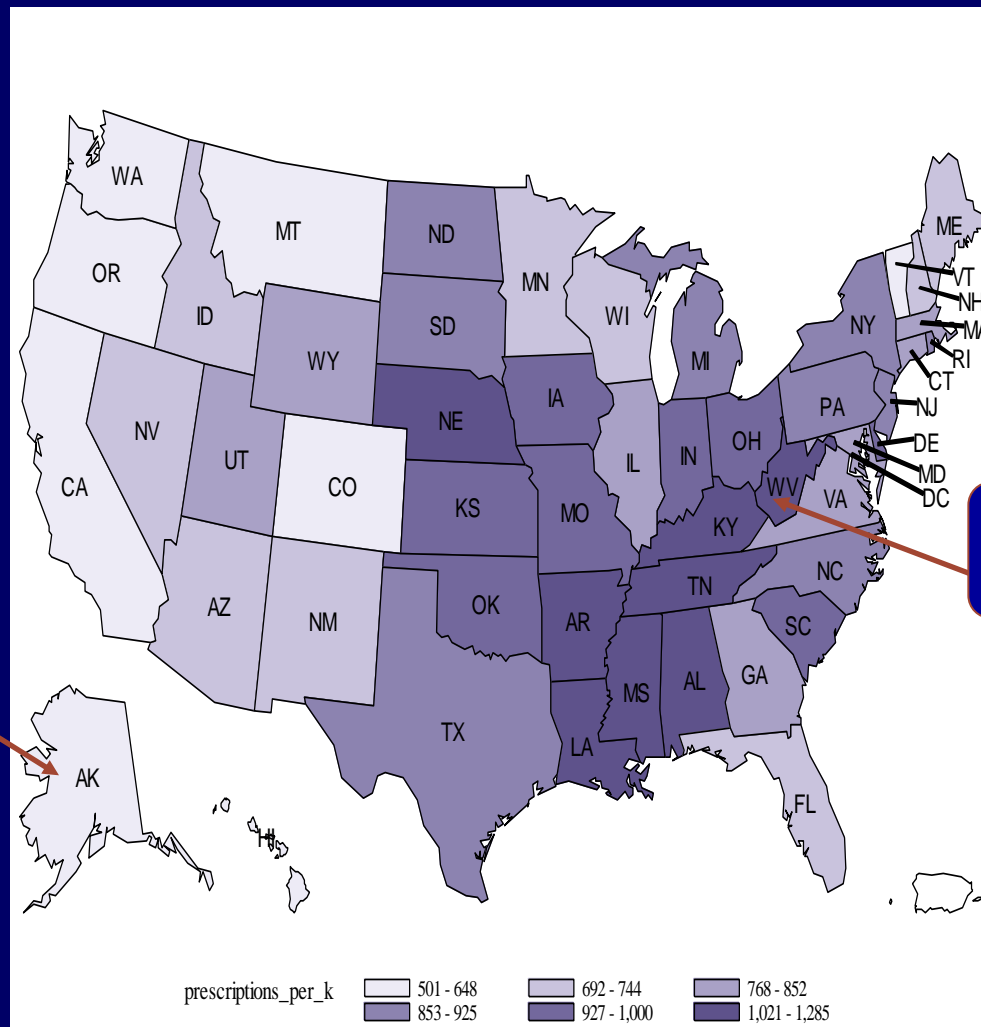 WA
MT
ND
ME
OR
MN
VT
ID
SD
WI
NH
NY
MA
WY
MI
RI
CT
IA
PA
NJ
NE
NV
OH
DE
UT
IL
IN
MD
CA
CO
WV
DC
KS
MO
VA
KY
NC
TN
AZ
NM
OK
AR
SC
MS
AL
GA
TX
LA
AK
FL
HI
prescriptions_per_k 501 - 648 692 - 744 768 - 852
853 - 925 927 - 1,000 1,021 - 1,285